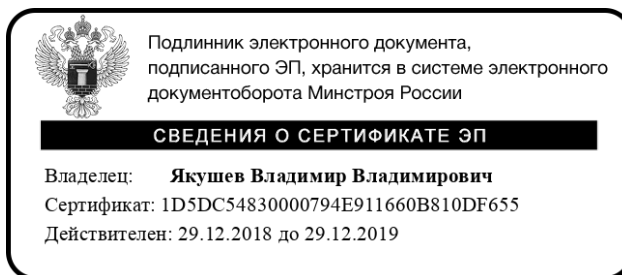 Подлинник электронного документа,
подписанного ЭП, хранится в системе электронного
документоборота Минстроя России
СВЕДЕНИЯ О СЕРТИФИКАТЕ ЭП
Владелец: Якушев Владимир Владимирович
Сертификат: 1D5DC54830000794E911660B810DF655
Действителен: 29.12.2018 до 29.12.2019